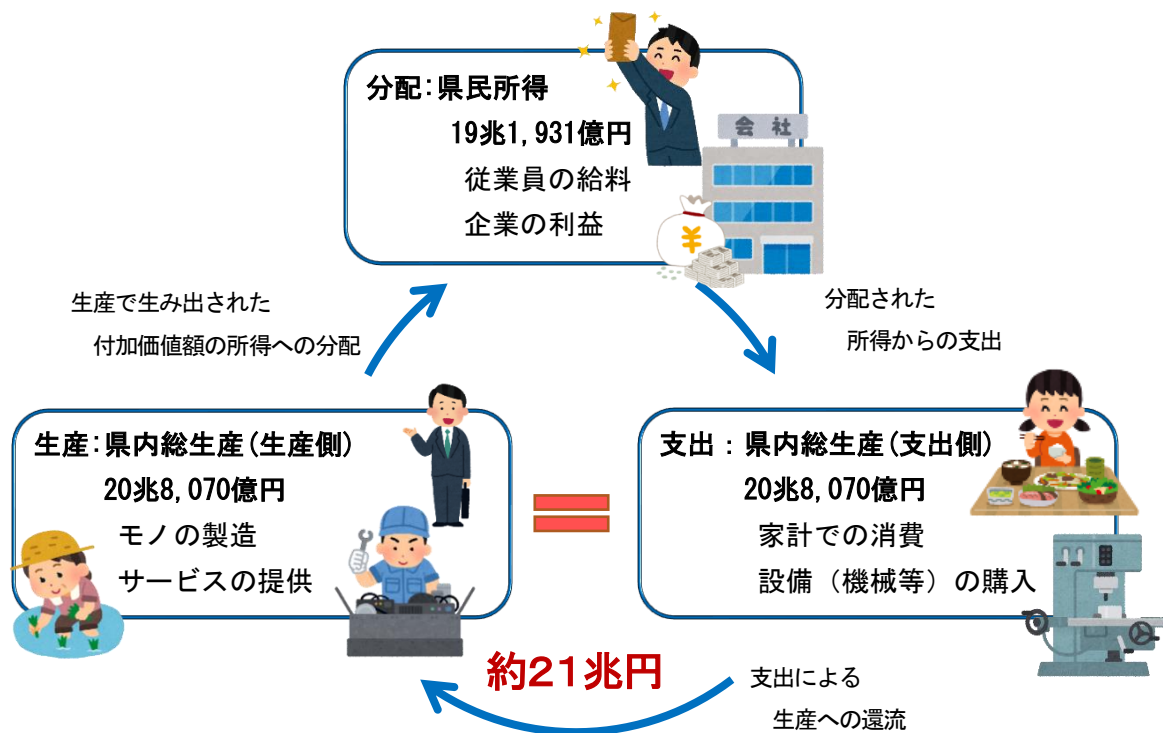 分配：県民所得
19兆1,931億円
従業員の給料
企業の利益
会社
¥
生産で生み出された
付加価値額の所得への分配
分配された
所得からの支出
生産：県内総生産（生産側）
20兆8,070億円
モノの製造
サービスの提供
＝
支出：県内総生産（支出側）
20兆8,070億円
家計での消費
設備（機械等）の購入
約21兆円
支出による
生産への還流